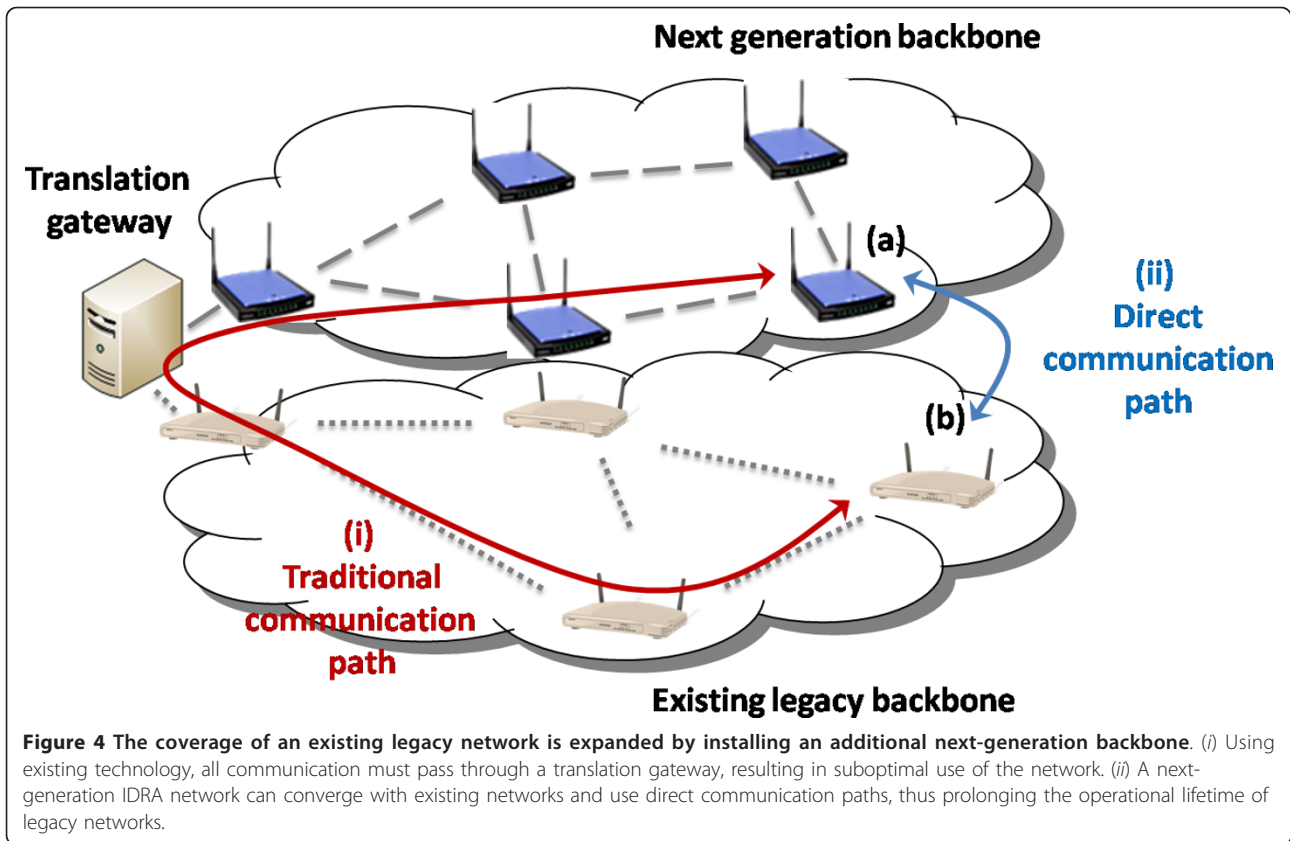 Next generation backbone
Translation
gateway
(a)
(ii)
Direct
communication
path
(b)
(i)
Traditional
communication
path
Existing legacy backbone
Figure 4 The coverage of an existing legacy network is expanded by installing an additional next-generation backbone. (i) Using
existing technology, all communication must pass through a translation gateway, resulting in suboptimal use of the network. (ii) A next-
generation IDRA network can converge with existing networks and use direct communication paths, thus prolonging the operational lifetime of
legacy networks.